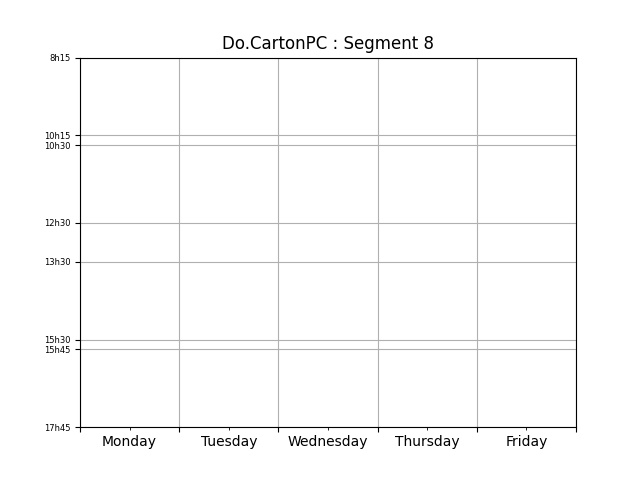 Do.CartonPC : Segment 8
8h15
10h15
10h30
12h30
13h30
15h30
15h45
17h45
Monday Tuesday Wednesday Thursday Friday